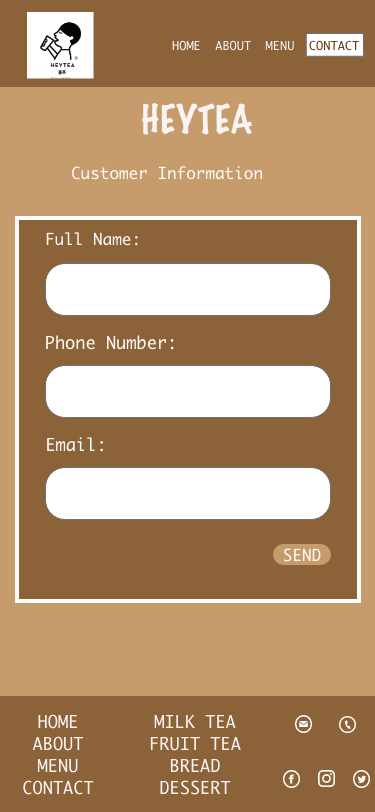 HEYTEA
喜茶
HOME ABOUT MENU CONTACT
HEYTEA
Customer Information
Full Name:
Phone Number:
Email:
SEND
HOME MILK TEA
ABOUT FRUIT TEA
MENU BREAD
CONTACT DESSERT